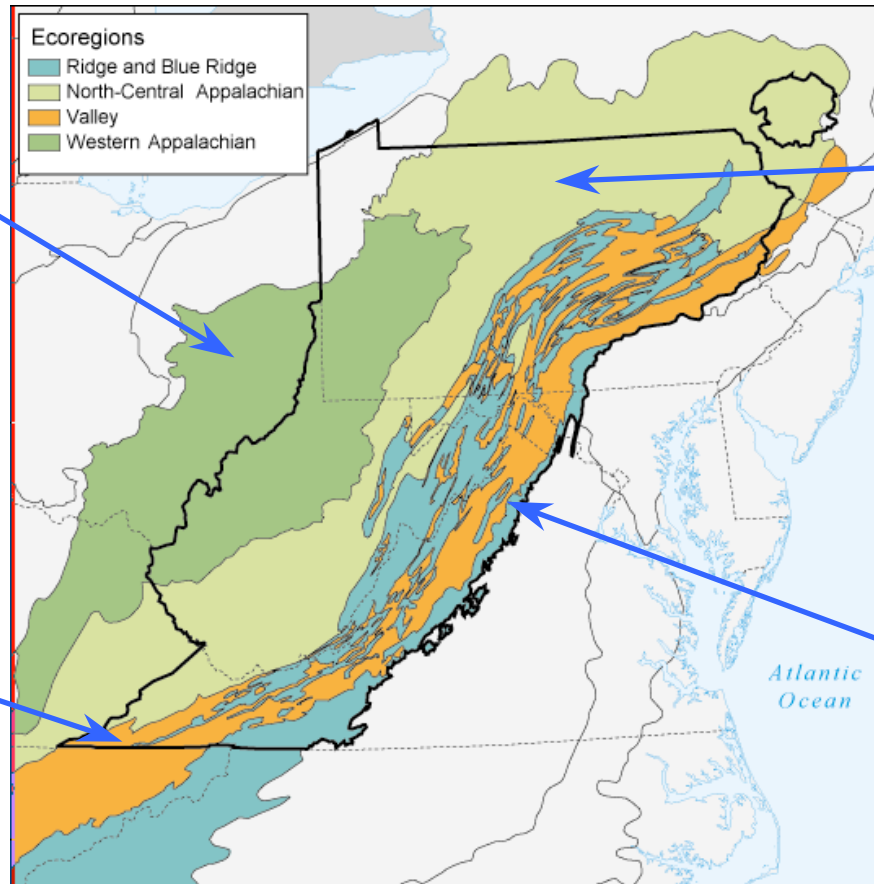 Ecoregions
Ridge and Blue Ridge
North-Central Appalachian
Valley
Western Appalachian
Atlantic
Ocean